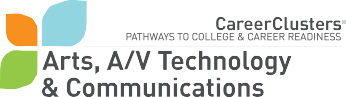 CareerClusters®
PATHWAYS TO COLLEGE & CAREER READINESS
Arts, A/V Technology
& Communications